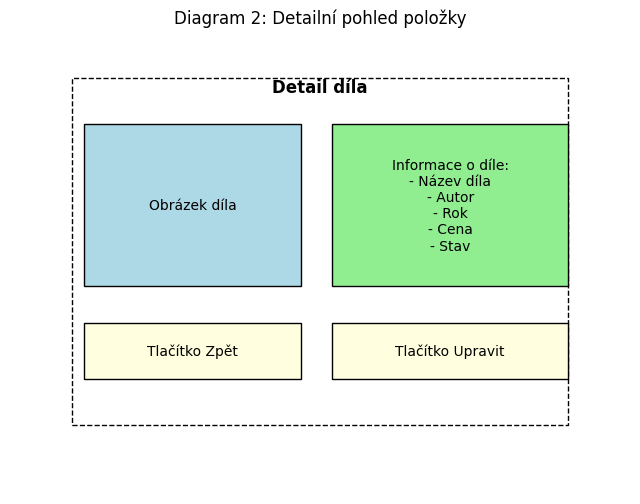 Diagram 2: Detailní pohled položky
Detail díla
Obrázek díla
Informace o díle:
- Název díla
- Autor
- Rok
- Cena
- Stav
Tlačítko Zpět
Tlačítko Upravit